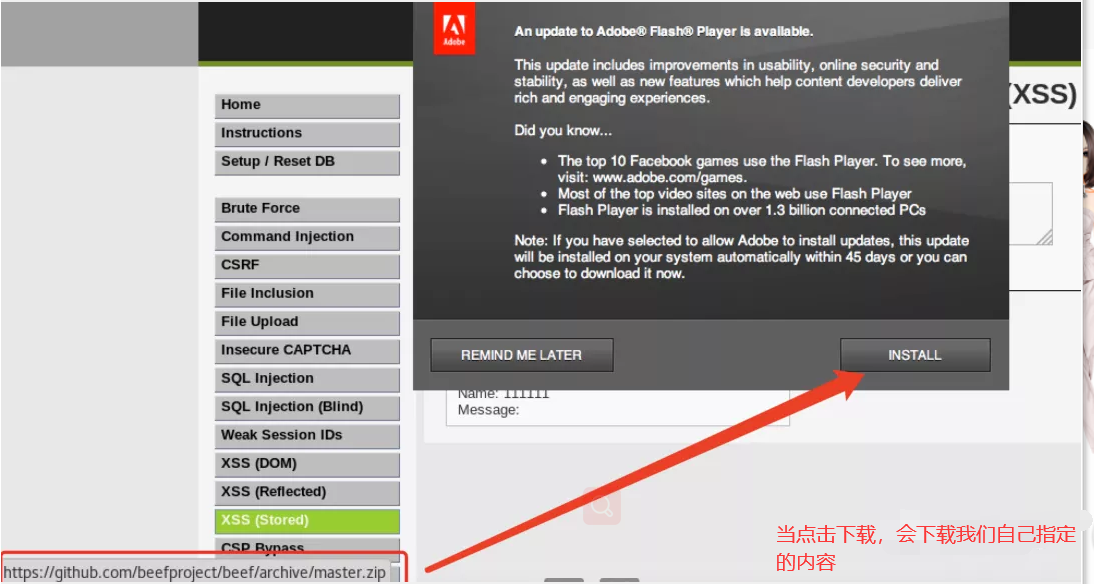 Adobe
An update to Adobe® Flash® Player is available.
This update includes improvements in usability, online security and
stability, as well as new features which help content developers deliver
rich and engaging experiences.
Did you know...
The top 10 Facebook games use the Flash Player. To see more,
visit: www.adobe.com/games.
Most of the top video sites on the web use Flash Player
Flash Player is installed on over 1.3 billion connected PCs
Note: If you have selected to allow Adobe to install updates, this update
will be installed on your system automatically within 45 days or you can
choose to download it now.
REMIND ME LATER
INSTALL
(XSS)
Home
Instructions
Setup / Reset DB
Brute Force
Command Injection
CSRF
File Inclusion
File Upload
Insecure CAPTCHA
SQL Injection
SQL Injection (Blind)
Weak Session IDs
XSS (DOM)
XSS (Reflected)
XSS (Stored)
CSP Bypass
Name: 111111
Message:
当点击下载，会下载我们自己指定
的内容
https://github.com/beefproject/beef/archive/master.zip